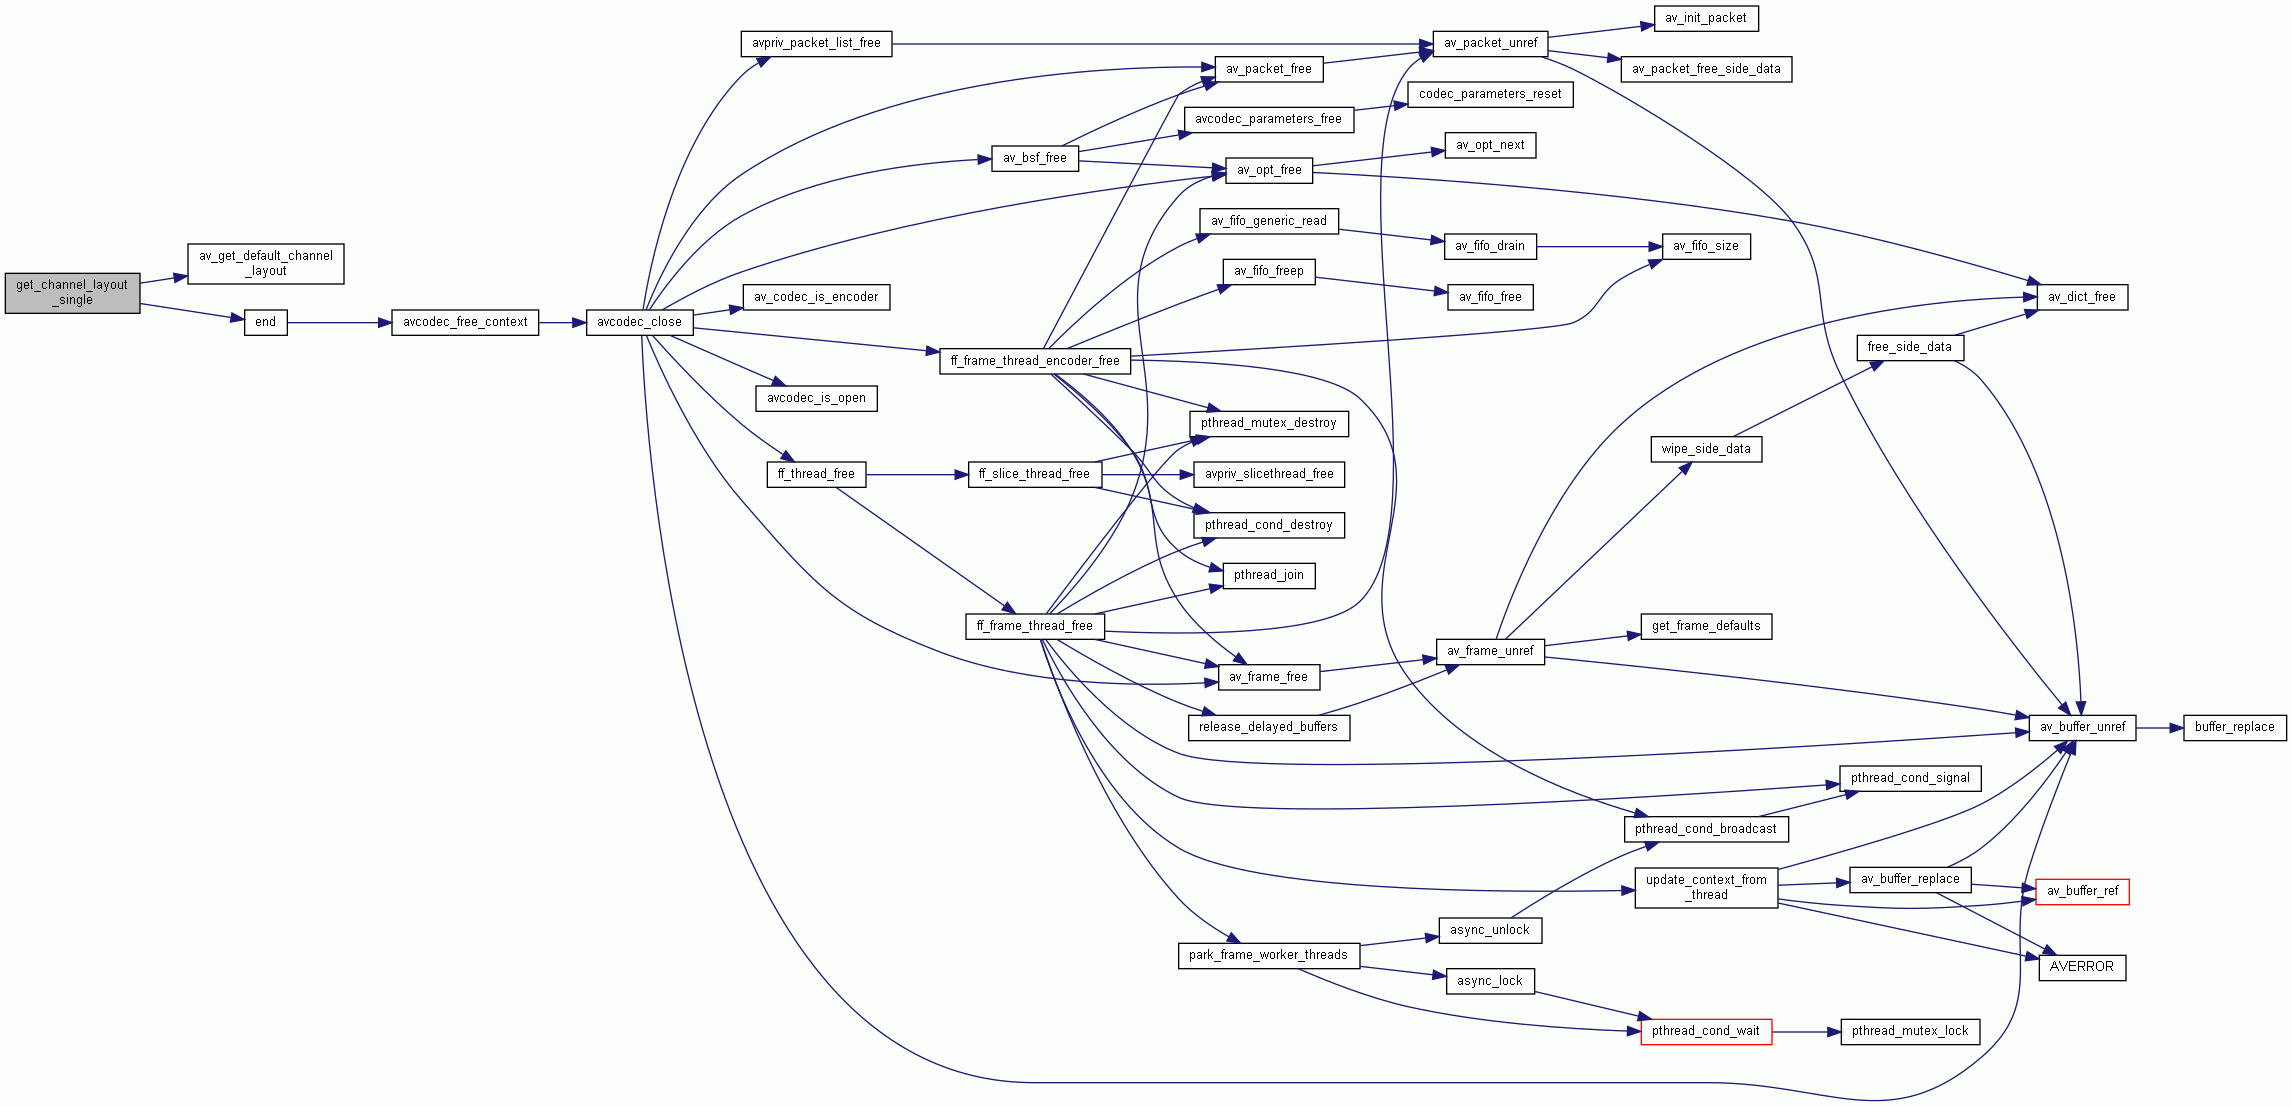 get_channel_layout
_single
av_get_default_channel
_layout
end
avcodec_free_context
avcodec_close
avpriv_packet_list_free
av_codec_is_encoder
avcodec_is_open
ff_thread_free
av_bsf_free
ff_frame_thread_encoder_free
ff_slice_thread_free
ff_frame_thread_free
av_packet_free
avcodec_parameters_free
av_opt_free
av_fifo_generic_read
av_fifo_freep
pthread_mutex_destroy
avpriv_slicethread_free
pthread_cond_destroy
pthread_join
av_frame_free
release_delayed_buffers
park_frame_worker_threads
av_packet_unref
codec_parameters_reset
av_opt_next
av_fifo_drain
av_fifo_free
av_frame_unref
async_unlock
async_lock
av_init_packet
av_packet_free_side_data
av_fifo_size
wipe_side_data
get_frame_defaults
pthread_cond_broadcast
update_context_from
_thread
pthread_cond_wait
free_side_data
pthread_cond_signal
av_buffer_replace
pthread_mutex_lock
av_dict_free
av_buffer_unref
av_buffer_ref
AVERROR
buffer_replace